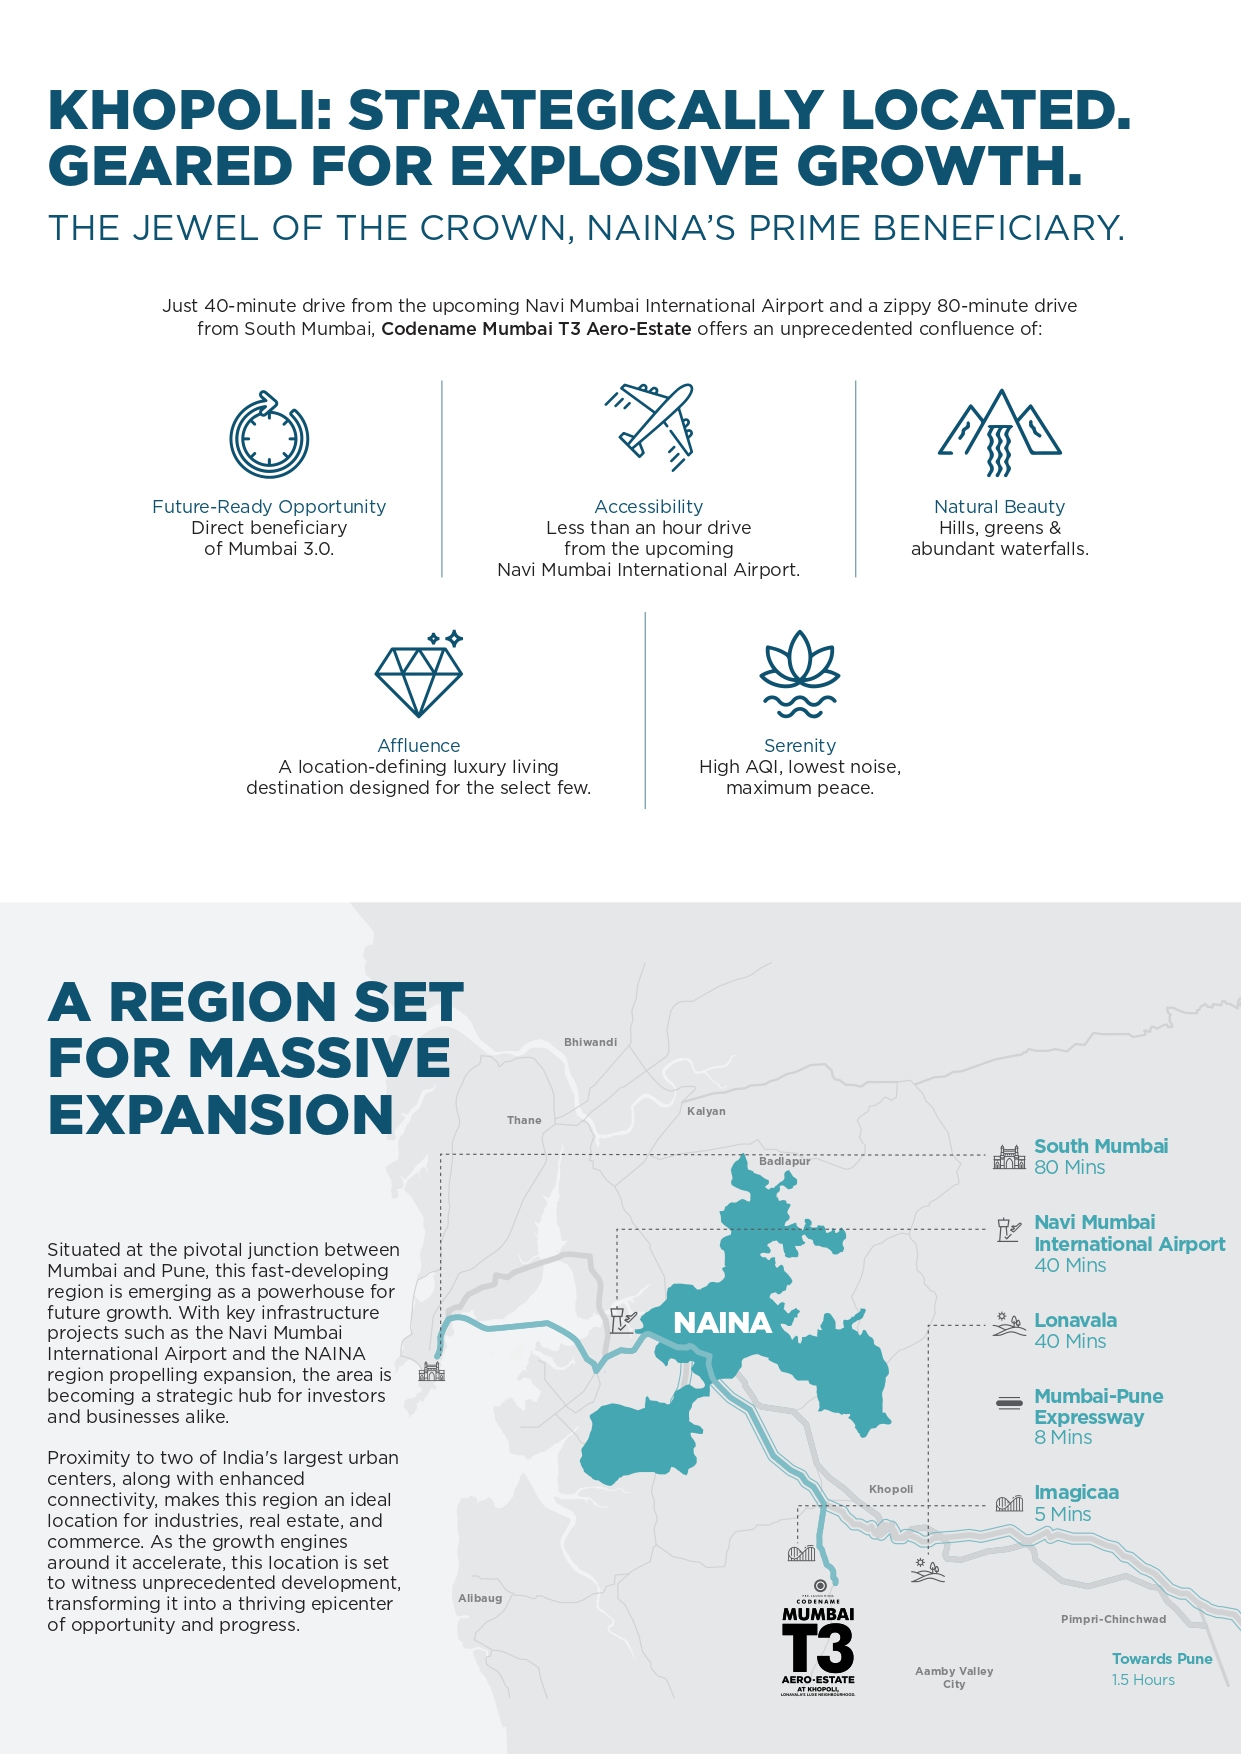 KHOPOLI: STRATEGICALLY LOCATED.
GEARED FOR EXPLOSIVE GROWTH.
THE JEWEL OF THE CROWN, NAINA’S PRIME BENEFICIARY.
Just 40-minute drive from the upcoming Navi Mumbai International Airport and a zippy 80-minute drive
from South Mumbai, Codename Mumbai T3 Aero-Estate offers an unprecedented confluence of:
Future-Ready Opportunity
Direct beneficiary
of Mumbai 3.0.
Accessibility
Less than an hour drive
from the upcoming
Navi Mumbai International Airport.
Natural Beauty
Hills, greens &
abundant waterfalls.
Affluence
A location-defining luxury living
destination designed for the select few.
Serenity
High AQI, lowest noise,
maximum peace.
A REGION SET
FOR MASSIVE
EXPANSION
Situated at the pivotal junction between
Mumbai and Pune, this fast-developing
region is emerging as a powerhouse for
future growth. With key infrastructure
projects such as the Navi Mumbai
International Airport and the NAINA
region propelling expansion, the area is
becoming a strategic hub for investors
and businesses alike.
Proximity to two of India's largest urban
centers, along with enhanced
connectivity, makes this region an ideal
location for industries, real estate, and
commerce. As the growth engines
around it accelerate, this location is set
to witness unprecedented development,
transforming it into a thriving epicenter
of opportunity and progress.
Bhiwandi
Thane
Kalyan
Badlapur
NAINA
Khopoli
Alibaug
Pimpri-Chinchwad
Aamby Valley
City
South Mumbai
80 Mins
Navi Mumbai
International Airport
40 Mins
Lonavala
40 Mins
Mumbai-Pune
Expressway
8 Mins
Imagicaa
5 Mins
Towards Pune
1.5 Hours
CODENAME
MUMBAI
T3
AERO-ESTATE
AT KHOPOLI,
LONAVALA'S LUXE NEIGHBOURHOOD.